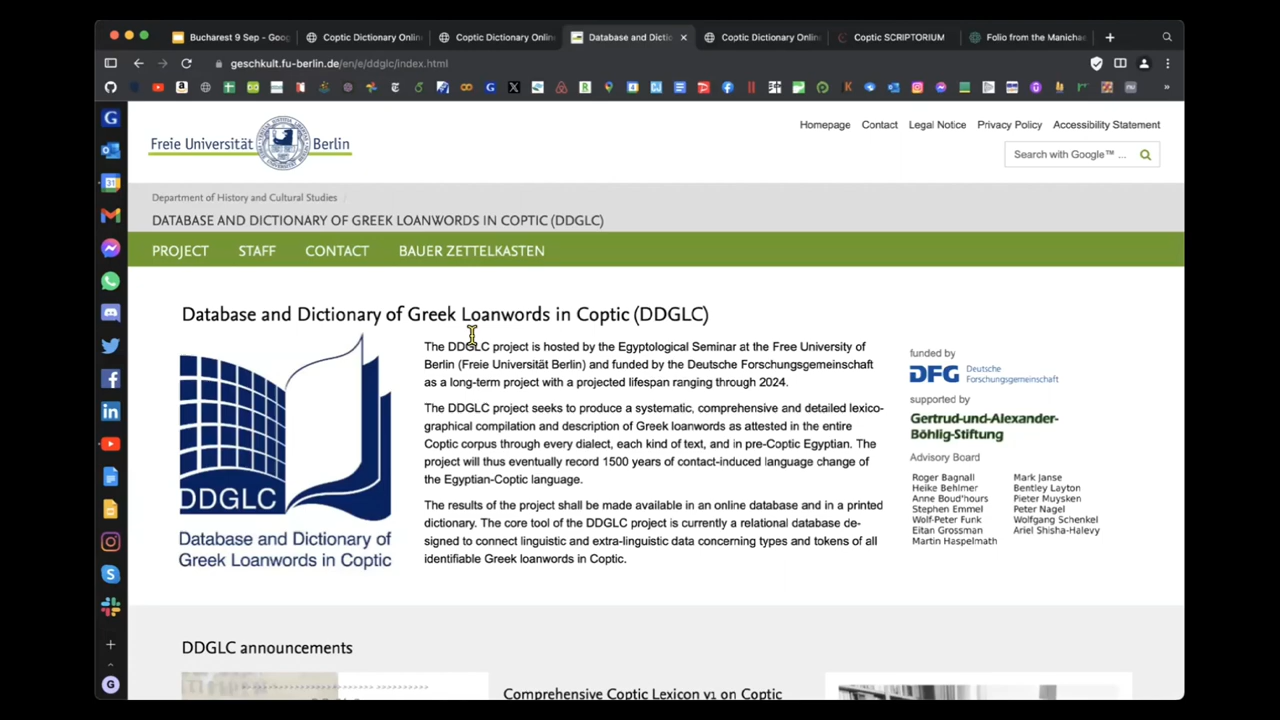 Bucharest 9 Sep - Goo
Coptic Dictionary Onlin
Coptic Dictionary Onlin
Database and Dictio
Coptic Dictionary Onlin
Coptic SCRIPTORIUM
Folio from the Manichae
geschkult.fu-berlin.de/en/e/ddglc/index.html
Homepage Contact Legal Notice Privacy Policy Accessibility Statement
Freie Universität Berlin
Search with Google™ ...
Department of History and Cultural Studies /
DATABASE AND DICTIONARY OF GREEK LOANWORDS IN COPTIC (DDGLC)
PROJECT STAFF CONTACT BAUER ZETTELKASTEN
Database and Dictionary of Greek Loanwords in Coptic (DDGLC)
DDGLC
Database and Dictionary of
Greek Loanwords in Coptic
The DDGLC project is hosted by the Egyptological Seminar at the Free University of
Berlin (Freie Universität Berlin) and funded by the Deutsche Forschungsgemeinschaft
as a long-term project with a projected lifespan ranging through 2024.
The DDGLC project seeks to produce a systematic, comprehensive and detailed lexico-
graphical compilation and description of Greek loanwords as attested in the entire
Coptic corpus through every dialect, each kind of text, and in pre-Coptic Egyptian. The
project will thus eventually record 1500 years of contact-induced language change of
the Egyptian-Coptic language.
The results of the project shall be made available in an online database and in a printed
dictionary. The core tool of the DDGLC project is currently a relational database de-
signed to connect linguistic and extra-linguistic data concerning types and tokens of all
identifiable Greek loanwords in Coptic.
funded by
DFG Deutsche
Forschungsgemeinschaft
supported by
Gertrud-und-Alexander-
Böhlig-Stiftung
Advisory Board
Roger Bagnall
Heike Behlmer
Anne Boud'hours
Stephen Emmel
Wolf-Peter Funk
Eitan Grossman
Martin Haspelmath
Mark Janse
Bentley Layton
Pieter Muysken
Peter Nagel
Wolfgang Schenkel
Ariel Shisha-Halevy
DDGLC announcements
Comprehensive Coptic Lexicon v1 on Coptic